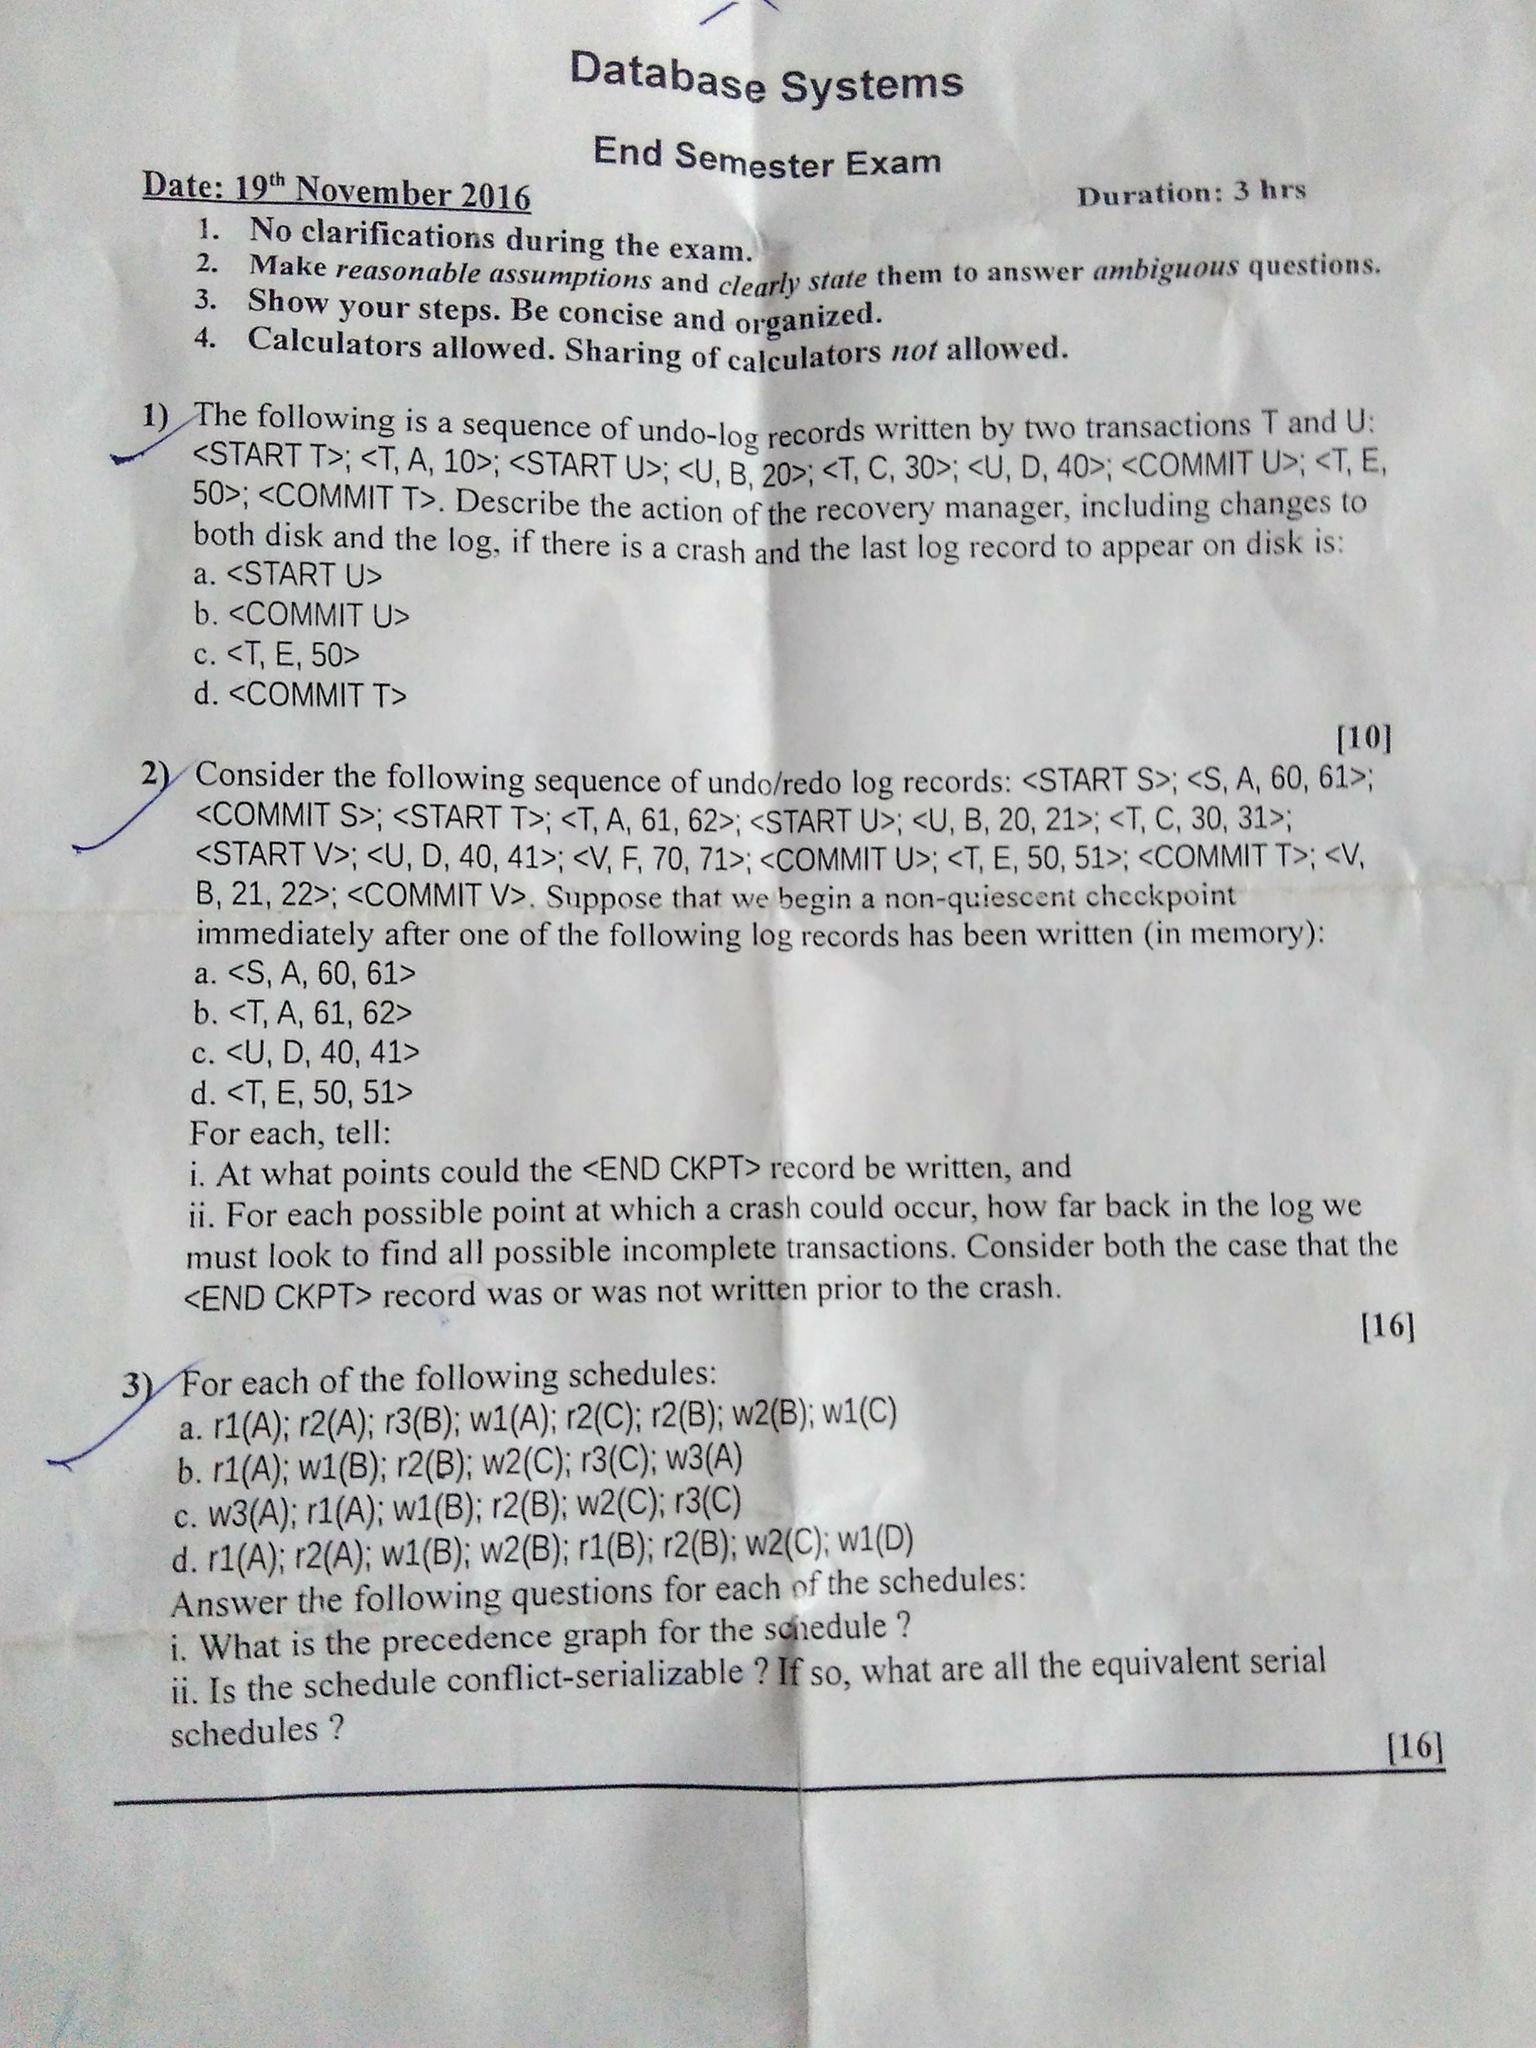 Database Systems
End Semester Exam
Date: 19th November 2016
Duration: 3 hrs
1. No clarifications during the exam.
2. Make reasonable assumptions and clearly state them to answer ambiguous questions.
3. Show your steps. Be concise and organized.
4. Calculators allowed. Sharing of calculators not allowed.
1) The following is a sequence of undo-log records written by two transactions T and U:
<START T>; <T, A, 10>; <START U>; <U, B, 20>; <T, C, 30>; <U, D, 40>; <COMMIT U>; <T, E,
50>; <COMMIT T>. Describe the action of the recovery manager, including changes to
both disk and the log, if there is a crash and the last log record to appear on disk is:
a. <START U>
b. <COMMIT U>
c. <T, E, 50>
d. <COMMIT T>
[10]
2) Consider the following sequence of undo/redo log records: <START S>; <S, A, 60, 61>;
<COMMIT S>; <START T>; <T, A, 61, 62>; <START U>; <U, B, 20, 21>; <T, C, 30, 31>;
<START V>; <U, D, 40, 41>; <V, F, 70, 71>; <COMMIT U>; <T, E, 50, 51>; <COMMIT T>; <V,
B, 21, 22>; <COMMIT V>. Suppose that we begin a non-quiescent checkpoint
immediately after one of the following log records has been written (in memory):
a. <S, A, 60, 61>
b. <T, A, 61, 62>
c. <U, D, 40, 41>
d. <T, E, 50, 51>
For each, tell:
i. At what points could the <END CKPT> record be written, and
ii. For each possible point at which a crash could occur, how far back in the log we
must look to find all possible incomplete transactions. Consider both the case that the
<END CKPT> record was or was not written prior to the crash.
[16]
3) For each of the following schedules:
a. r1(A); r2(A); r3(B); w1(A); r2(C); r2(B); w2(B); w1(C)
b. r1(A); w1(B); r2(B); w2(C); r3(C); w3(A)
c. w3(A); r1(A); w1(B); r2(B); w2(C); r3(C)
d. r1(A); r2(A); w1(B); w2(B); r1(B); r2(B); w2(C); w1(D)
Answer the following questions for each of the schedules:
i. What is the precedence graph for the schedule ?
ii. Is the schedule conflict-serializable ? If so, what are all the equivalent serial
schedules ?
[16]